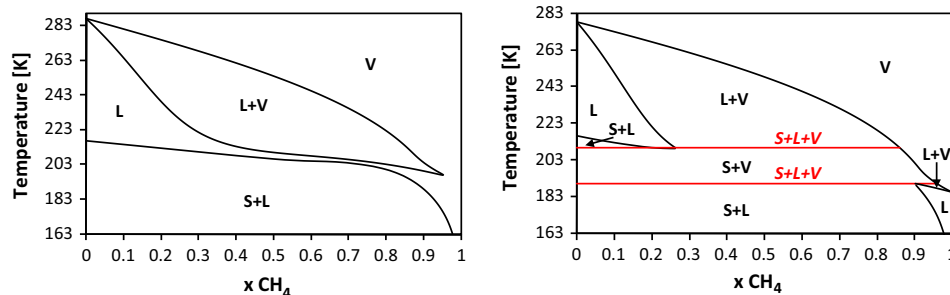 Temperature [K]
283
263
243
223
203
183
163
V
L+V
L
S+L
0 0.1 0.2 0.3 0.4 0.5 0.6 0.7 0.8 0.9 1
x CH₄
Temperature [K]
283
263
243
223
203
183
163
V
L+V
L
S+L
S+L+V
L+V
S+V
S+L+V
S+L
L
0 0.1 0.2 0.3 0.4 0.5 0.6 0.7 0.8 0.9 1
x CH₄